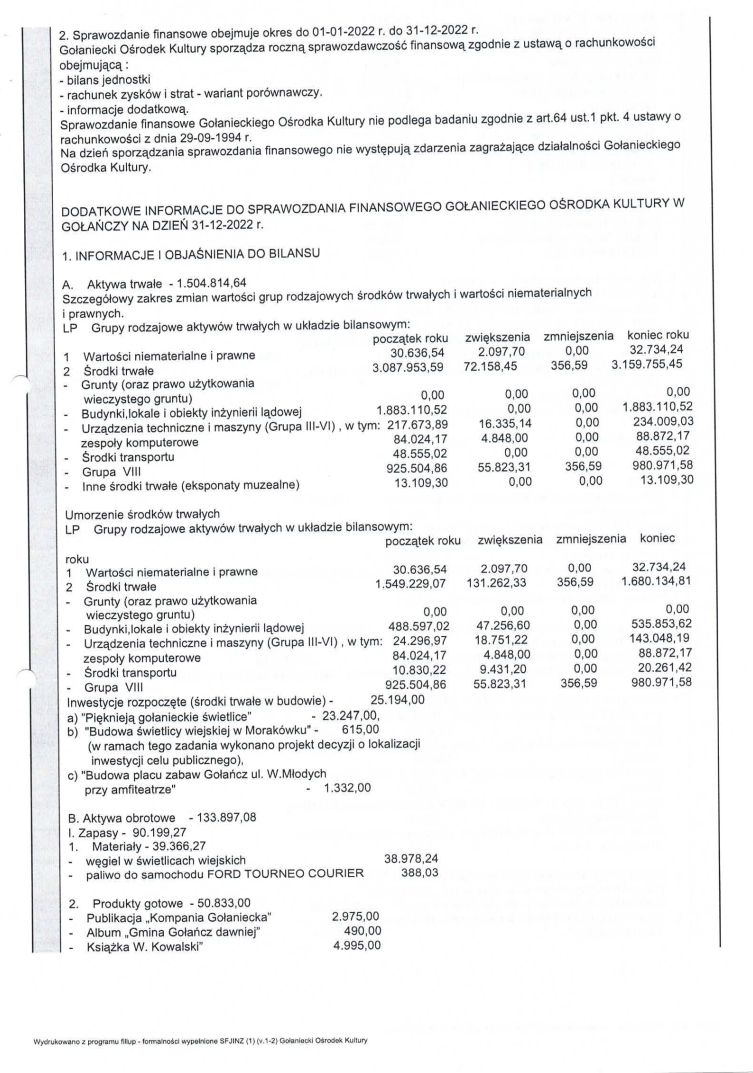 2. Sprawozdanie finansowe obejmuje okres do 01-01-2022 r. do 31-12-2022 r.
Gołaniecki Ośrodek Kultury sporządza roczną sprawozdawczość finansową zgodnie z ustawą o rachunkowości
obejmującą :
- bilans jednostki
- rachunek zysków i strat - wariant porównawczy.
- informacje dodatkową.
Sprawozdanie finansowe Gołanieckiego Ośrodka Kultury nie podlega badaniu zgodnie z art.64 ust.1 pkt. 4 ustawy o
rachunkowości z dnia 29-09-1994 r.
Na dzień sporządzania sprawozdania finansowego nie występują zdarzenia zagrażające działalności Gołanieckiego
Ośrodka Kultury.
DODATKOWE INFORMACJE DO SPRAWOZDANIA FINANSOWEGO GOŁANIECKIEGO OŚRODKA KULTURY W
GOŁAŃCZY NA DZIEŃ 31-12-2022 r.
1. INFORMACJE I OBJAŚNIENIA DO BILANSU
A. Aktywa trwałe - 1.504.814,64
Szczegółowy zakres zmian wartości grup rodzajowych środków trwałych i wartości niematerialnych
i prawnych.
LP Grupy rodzajowe aktywów trwałych w układzie bilansowym:
początek roku zwiększenia zmniejszenia koniec roku
1 Wartości niematerialne i prawne 30.636,54 2.097,70 0,00 32.734,24
2 Środki trwałe 3.087.953,59 72.158,45 356,59 3.159.755,45
- Grunty (oraz prawo użytkowania
wieczystego gruntu) 0,00 0,00 0,00 0,00
- Budynki,lokale i obiekty inżynierii lądowej 1.883.110,52 0,00 0,00 1.883.110,52
- Urządzenia techniczne i maszyny (Grupa III-VI) , w tym: 217.673,89 16.335,14 0,00 234.009,03
zespoły komputerowe 84.024,17 4.848,00 0,00 88.872,17
- Środki transportu 48.555,02 0,00 0,00 48.555,02
- Grupa VIII 925.504,86 55.823,31 356,59 980.971,58
- Inne środki trwałe (eksponaty muzealne) 13.109,30 0,00 0,00 13.109,30
Umorzenie środków trwałych
LP Grupy rodzajowe aktywów trwałych w układzie bilansowym:
początek roku zwiększenia zmniejszenia koniec
roku
1 Wartości niematerialne i prawne 30.636,54 2.097,70 0,00 32.734,24
2 Środki trwałe 1.549.229,07 131.262,33 356,59 1.680.134,81
- Grunty (oraz prawo użytkowania
wieczystego gruntu) 0,00 0,00 0,00 0,00
- Budynki,lokale i obiekty inżynierii lądowej 488.597,02 47.256,60 0,00 535.853,62
- Urządzenia techniczne i maszyny (Grupa III-VI) , w tym: 24.296,97 18.751,22 0,00 143.048,19
zespoły komputerowe 84.024,17 4.848,00 0,00 88.872,17
- Środki transportu 10.830,22 9.431,20 0,00 20.261,42
- Grupa VIII 925.504,86 55.823,31 356,59 980.971,58
Inwestycje rozpoczęte (środki trwałe w budowie) - 25.194,00
a) "Pięknieją gołanieckie świetlice" - 23.247,00,
b) "Budowa świetlicy wiejskiej w Morakówku" - 615,00
(w ramach tego zadania wykonano projekt decyzji o lokalizacji
inwestycji celu publicznego),
c) "Budowa placu zabaw Gołańcz ul. W.Młodych
przy amfiteatrze" - 1.332,00
B. Aktywa obrotowe - 133.897,08
I. Zapasy - 90.199,27
1. Materiały - 39.366,27
- węgiel w świetlicach wiejskich 38.978,24
- paliwo do samochodu FORD TOURNEO COURIER 388,03
2. Produkty gotowe - 50.833,00
- Publikacja „Kompania Gołaniecka” 2.975,00
- Album „Gmina Gołańcz dawniej” 490,00
- Książka W. Kowalski” 4.995,00
Wydrukowano z programu fillup - formalności wypełnione SFJINZ (1) (v.1-2) Gołaniecki Ośrodek Kultury